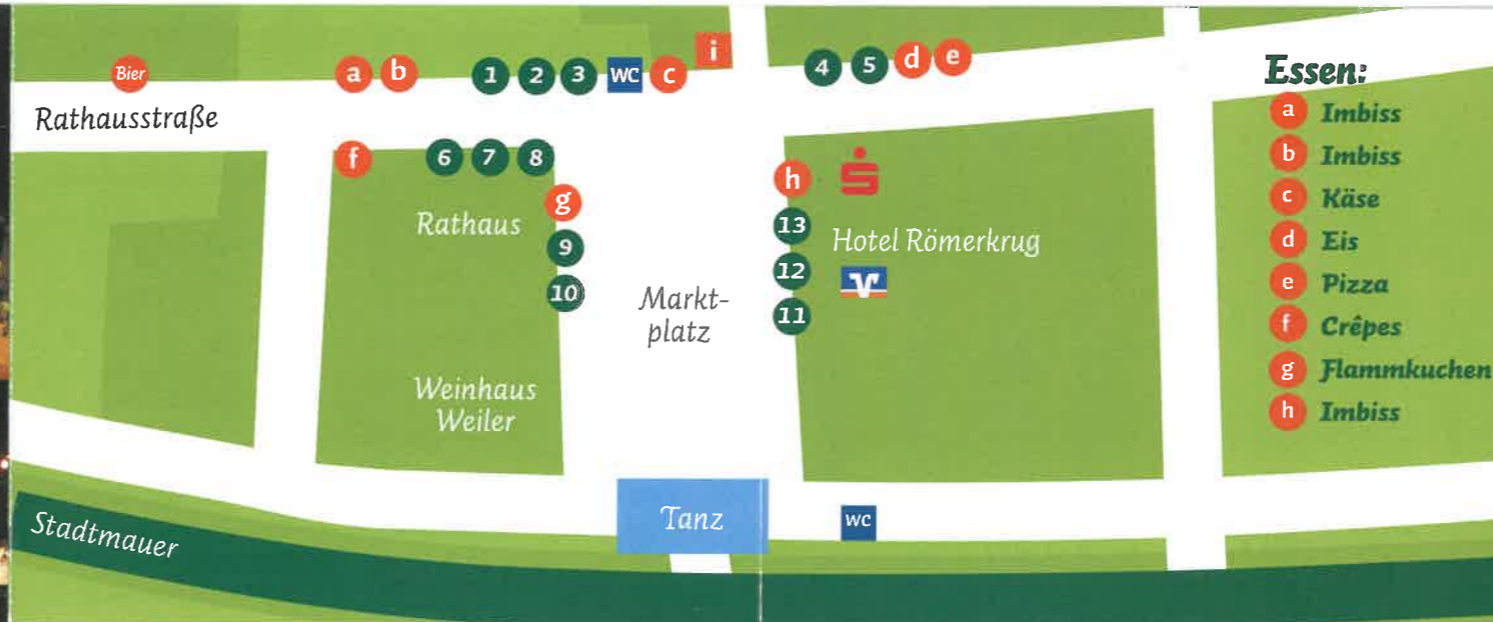 i
Bier
a
b
1
2
3
WC
c
4
5
d
e
Rathausstraße
f
6
7
8
g
Rathaus
9
10
h
13
12
11
Hotel Römerkrug
Markt-
platz
Weinhaus
Weiler
Tanz
WC
Stadtmauer
Essen:
a Imbiss
b Imbiss
c Käse
d Eis
e Pizza
f Crêpes
g Flammkuchen
h Imbiss